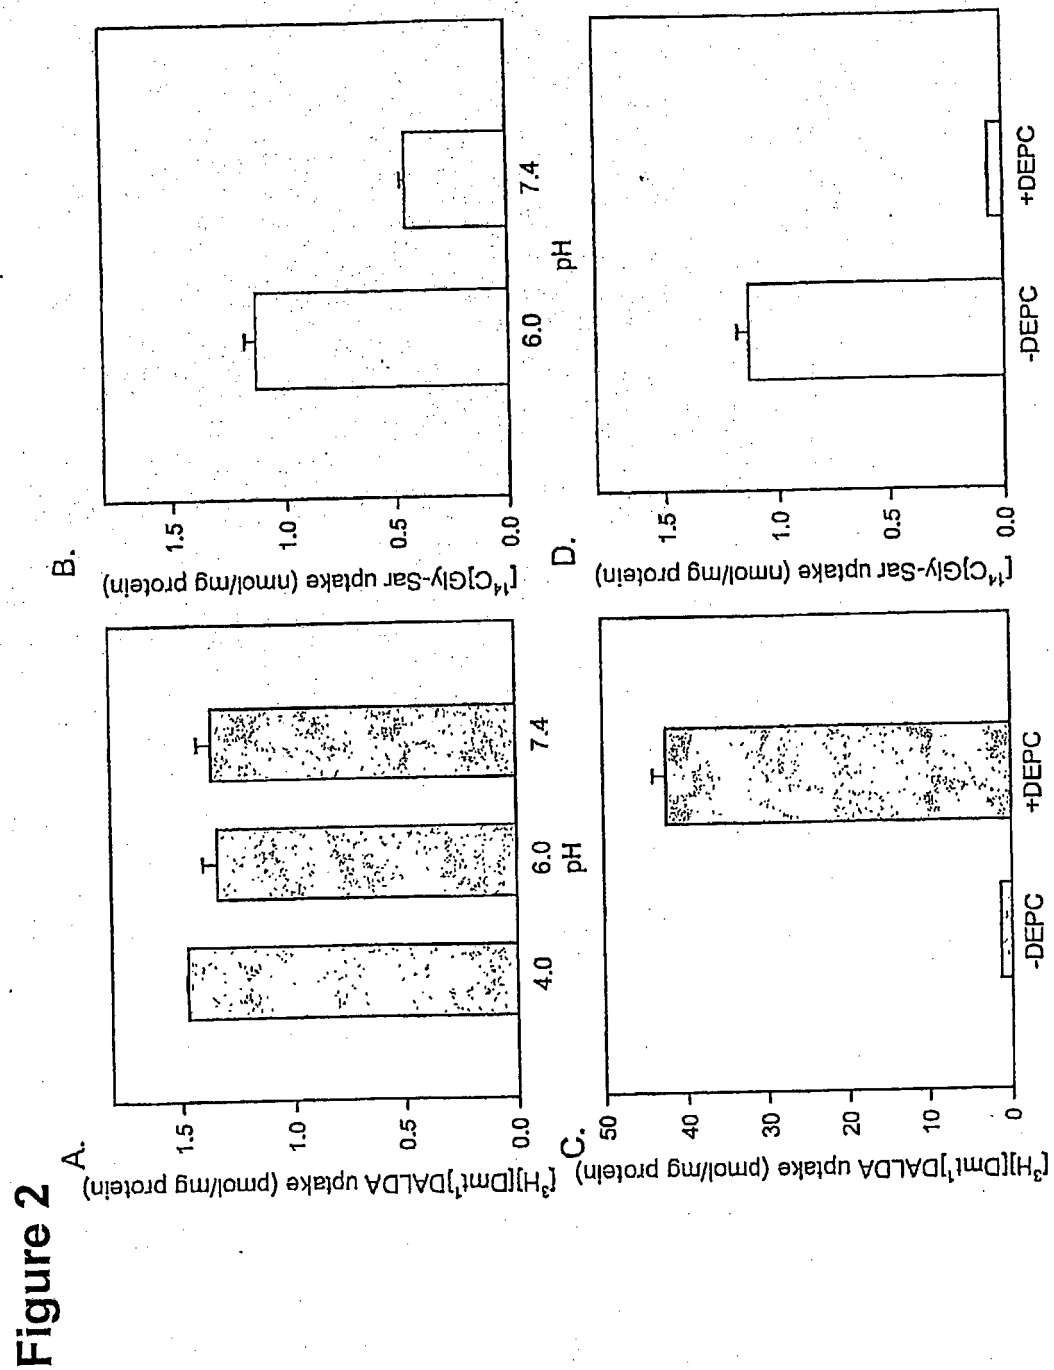 Figure 2
A.
[³H][Dmt¹]DALDA uptake (pmol/mg protein)
1.5
1.0
0.5
0.0
4.0
6.0
7.4
pH
B.
[¹⁴C]Gly-Sar uptake (nmol/mg protein)
1.5
1.0
0.5
0.0
6.0
7.4
pH
C.
[³H][Dmt¹]DALDA uptake (pmol/mg protein)
50
40
30
20
10
0
-DEPC
+DEPC
D.
[¹⁴C]Gly-Sar uptake (nmol/mg protein)
1.5
1.0
0.5
0.0
-DEPC
+DEPC